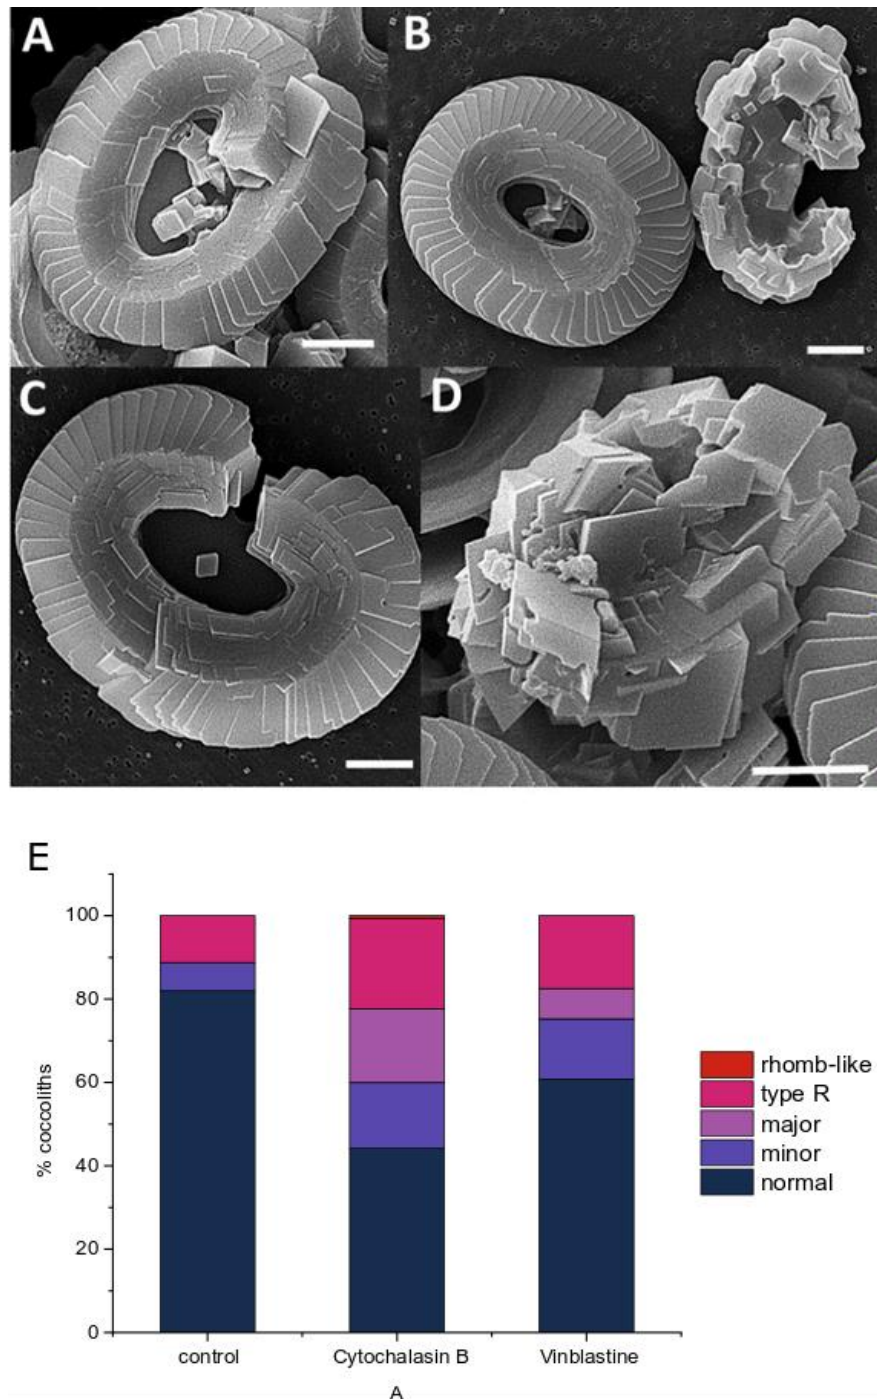 A
B
C
D
E
% coccoliths
100
80
60
40
20
0
control
Cytochalasin B
Vinblastine
A
rhomb-like
type R
major
minor
normal